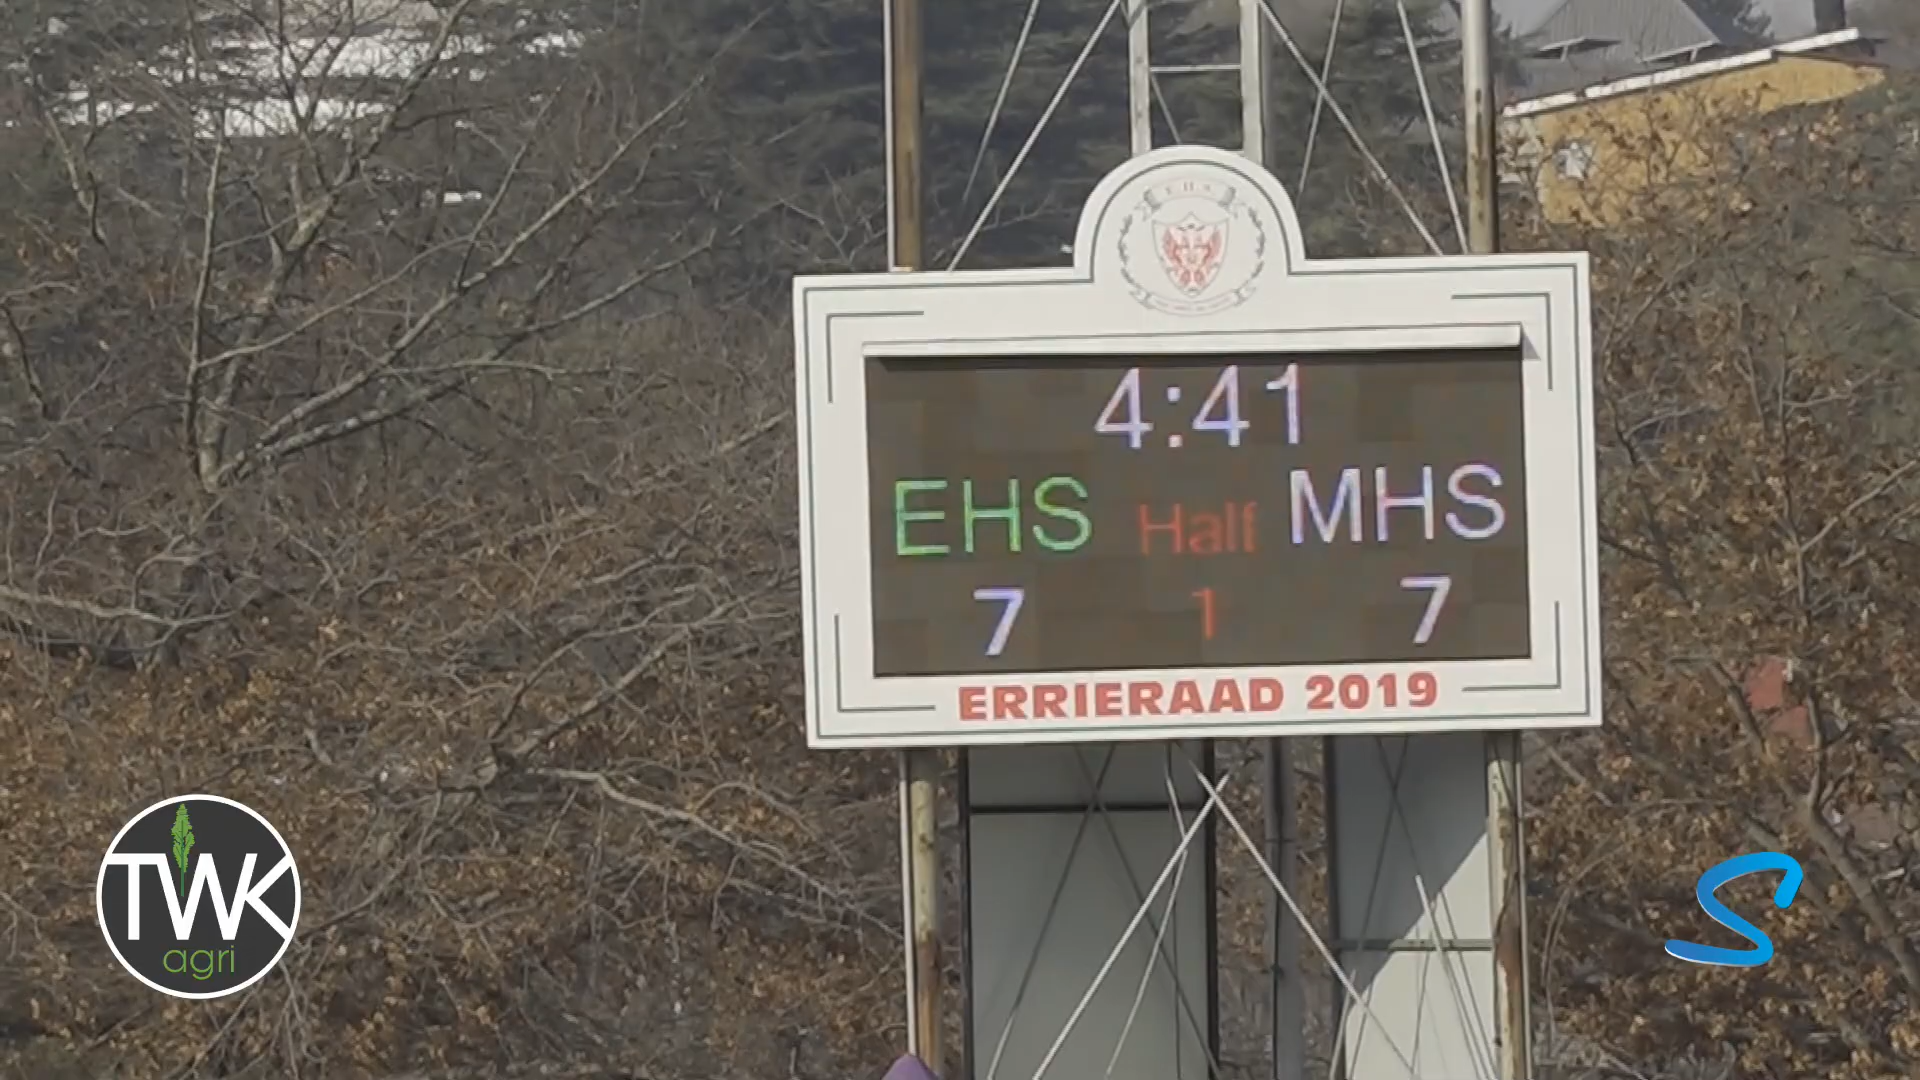 E H S
4:41
EHS Half MHS
7 1 7
ERRIERAAD 2019
TWK
agri
S